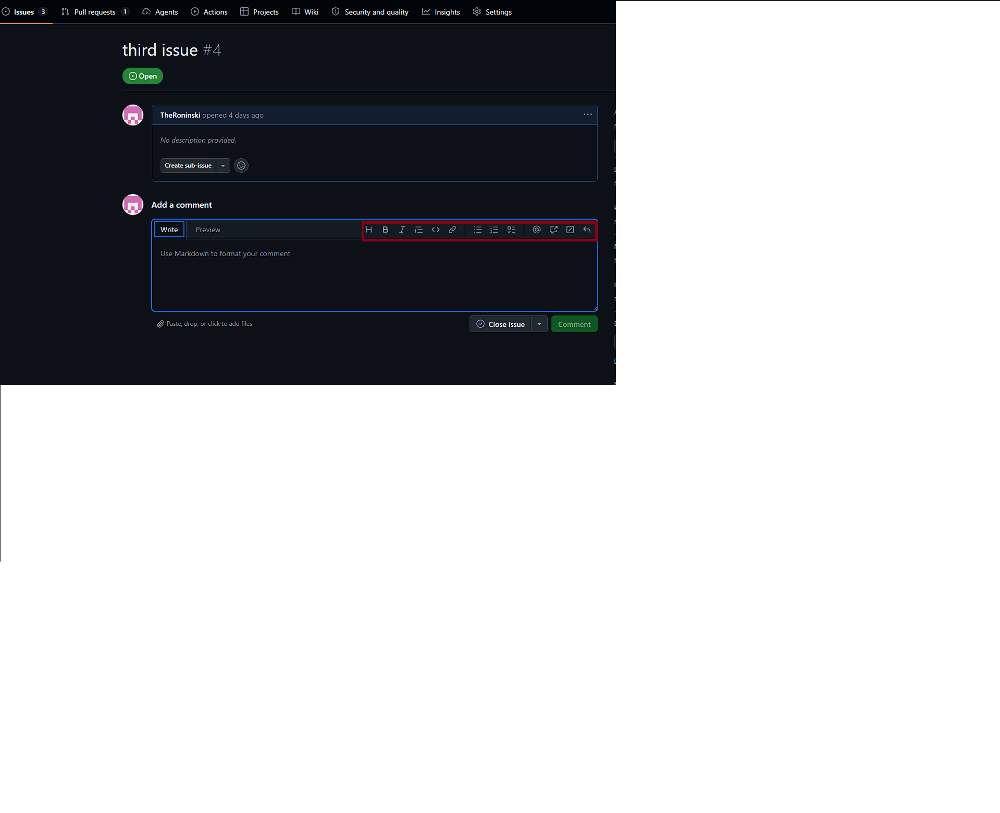 Issues 3 Pull requests 1 Agents Actions Projects Wiki Security and quality Insights Settings
third issue #4
Open
TheRoninski opened 4 days ago
No description provided.
Create sub-issue
Add a comment
Write Preview
Use Markdown to format your comment
Paste, drop, or click to add files
Close issue Comment